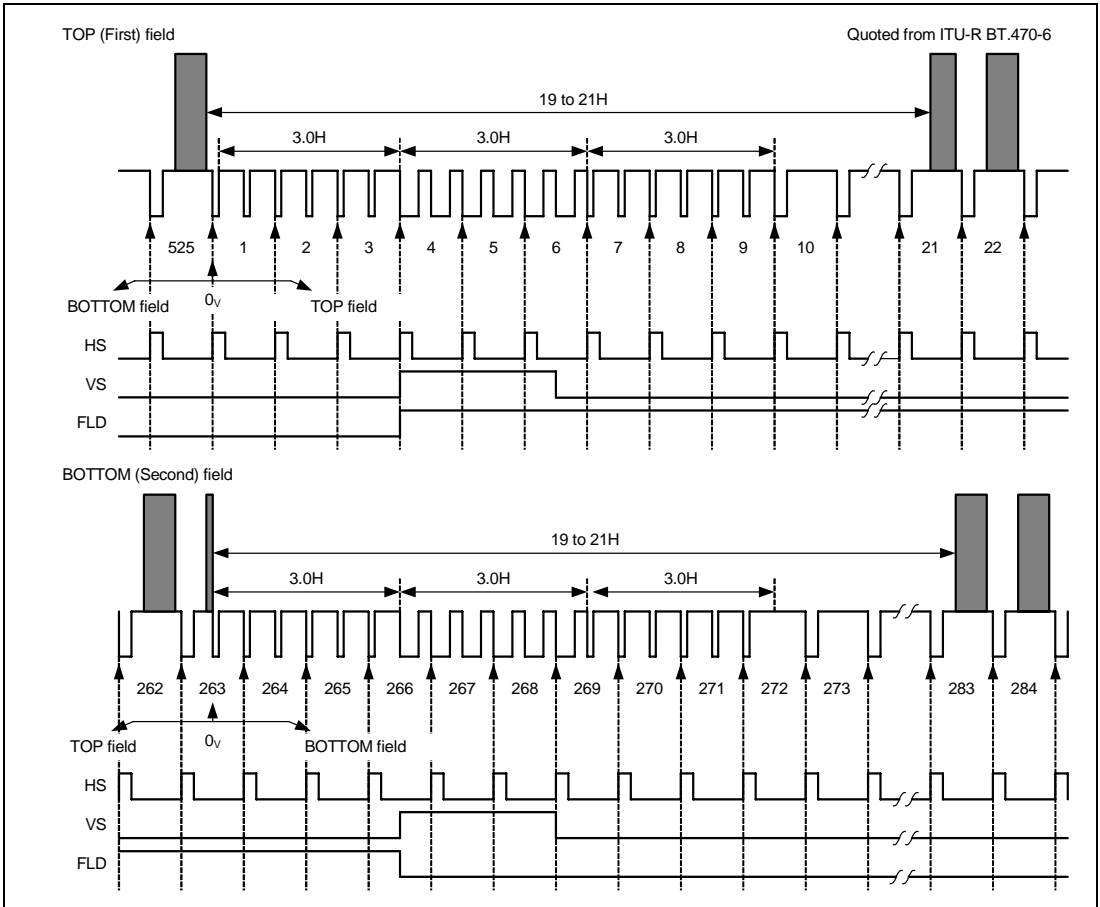 TOP (First) field
Quoted from ITU-R BT.470-6
19 to 21H
3.0H 3.0H 3.0H
525 1 2 3 4 5 6 7 8 9 10 21 22
BOTTOM field 0V TOP field
HS
VS
FLD
BOTTOM (Second) field
19 to 21H
3.0H 3.0H 3.0H
262 263 264 265 266 267 268 269 270 271 272 273 283 284
TOP field 0V BOTTOM field
HS
VS
FLD